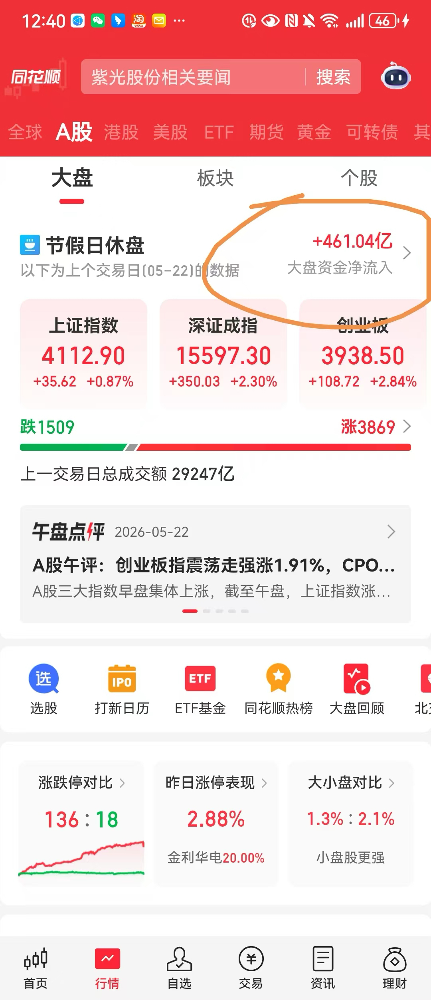 12:40 淘 ... 46
同花顺 紫光股份相关要闻 搜索
全球 A股 港股 美股 ETF 期货 黄金 可转债 其
大盘 板块 个股
节假日休盘 +461.04亿
以下为上个交易日(05-22)的数据 大盘资金净流入
上证指数 深证成指 创业板
4112.90 15597.30 3938.50
+35.62 +0.87% +350.03 +2.30% +108.72 +2.84%
跌1509 涨3869
上一交易日总成交额 29247亿
午盘点评 2026-05-22
A股午评：创业板指震荡走强涨1.91%，CPO...
A股三大指数早盘集体上涨，截至午盘，上证指数涨...
选 IPO ETF
选股 打新日历 ETF基金 同花顺热榜 大盘回顾 北
涨跌停对比 昨日涨停表现 大小盘对比
136 : 18 2.88% 1.3% : 2.1%
金利华电20.00% 小盘股更强
首页 行情 自选 交易 资讯 理财